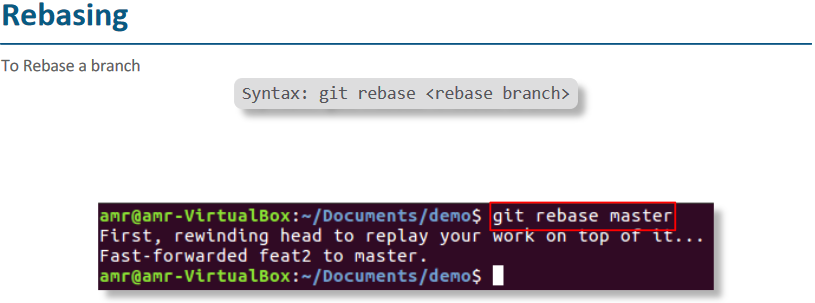 Rebasing
To Rebase a branch
Syntax: git rebase <rebase branch>
amr@amr-VirtualBox:~/Documents/demo$ git rebase master
First, rewinding head to replay your work on top of it...
Fast-forwarded feat2 to master.
amr@amr-VirtualBox:~/Documents/demo$